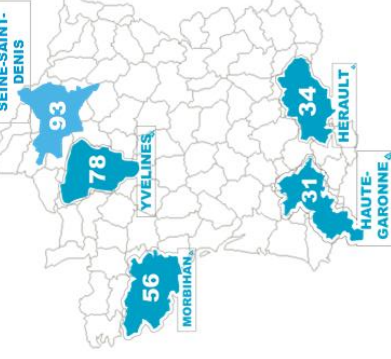 SEINE-SAINT-
DENIS
93
78
YVELINES
56
MORBIHAN
34
HÉRAULT
31
HAUTE-
GARONNE